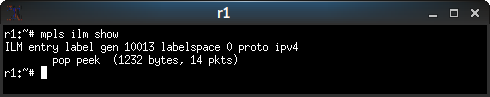 r1
r1:~# mpls ilm show
ILM entry label gen 10013 labelspace 0 proto ipv4
pop peek (1232 bytes, 14 pkts)
r1:~#